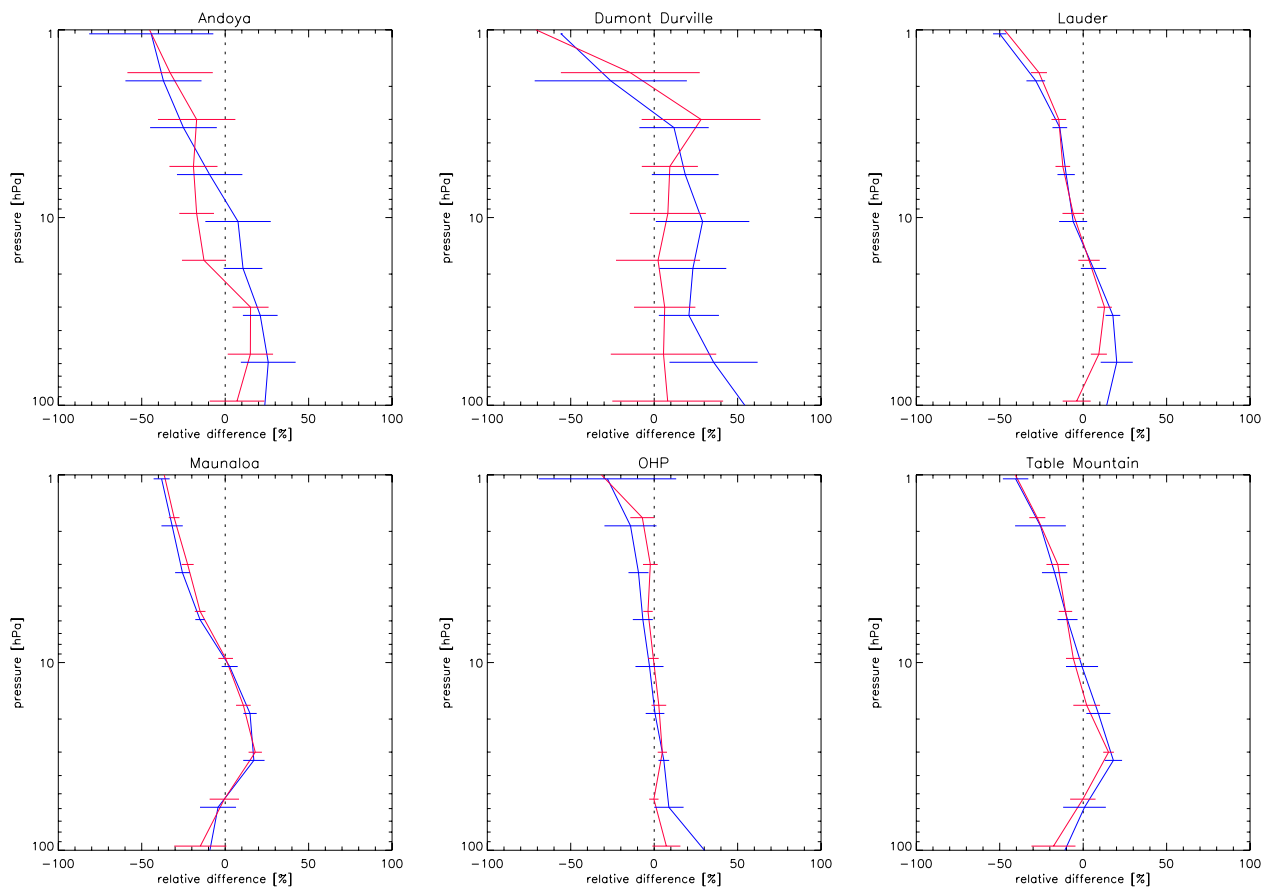 Andoya
1
10
100
pressure [hPa]
-100 -50 0 50 100
relative difference [%]
Dumont Durville
1
10
100
pressure [hPa]
-100 -50 0 50 100
relative difference [%]
Lauder
1
10
100
pressure [hPa]
-100 -50 0 50 100
relative difference [%]
Maunaloa
1
10
100
pressure [hPa]
-100 -50 0 50 100
relative difference [%]
OHP
1
10
100
pressure [hPa]
-100 -50 0 50 100
relative difference [%]
Table Mountain
1
10
100
pressure [hPa]
-100 -50 0 50 100
relative difference [%]